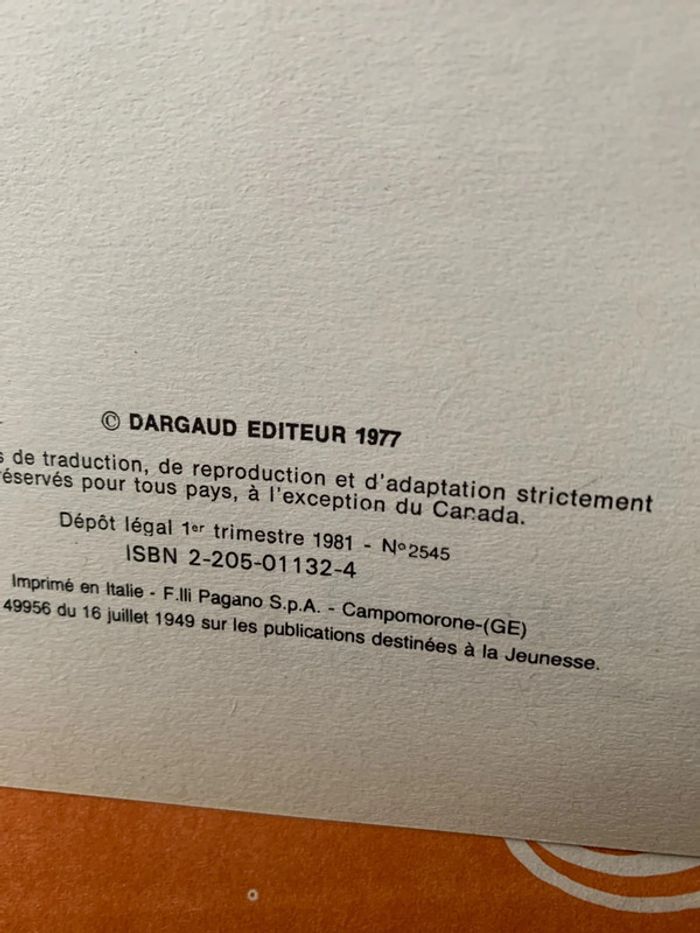 © DARGAUD EDITEUR 1977
de traduction, de reproduction et d'adaptation strictement
réservés pour tous pays, à l'exception du Canada.
Dépôt légal 1er trimestre 1981 - N° 2545
ISBN 2-205-01132-4
Imprimé en Italie - F.lli Pagano S.p.A. - Campomorone-(GE)
49956 du 16 juillet 1949 sur les publications destinées à la Jeunesse.